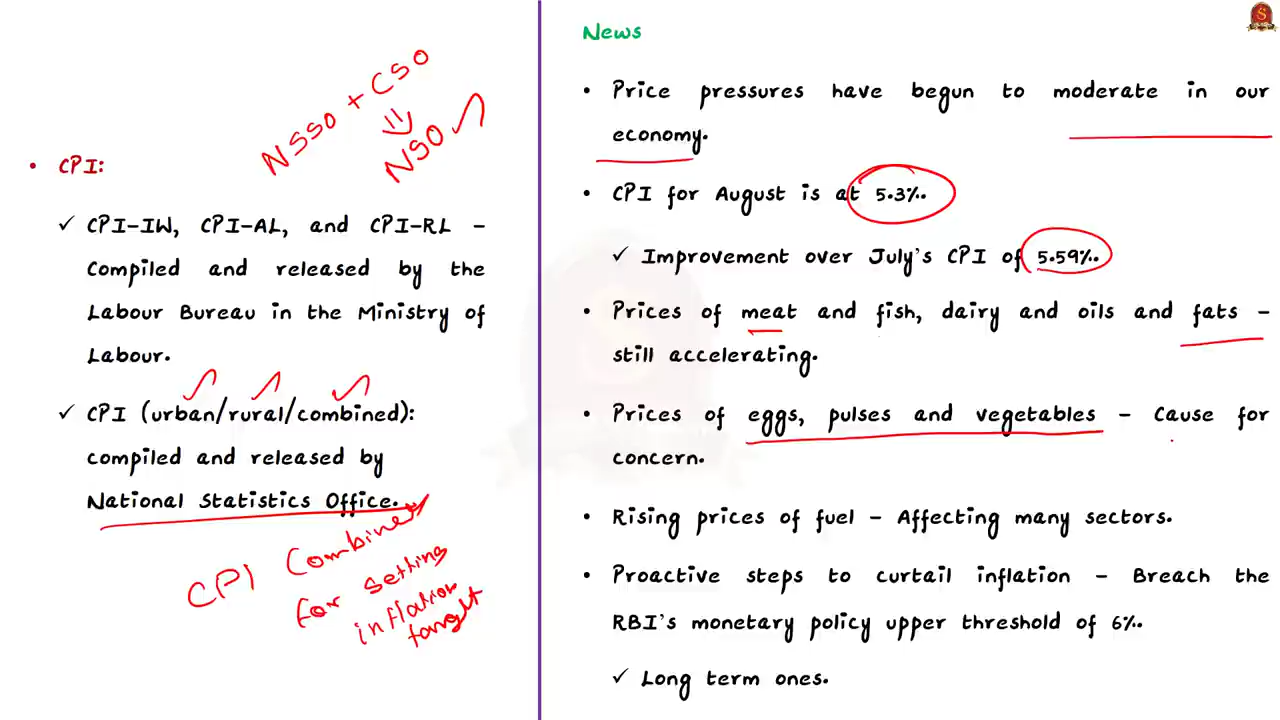 NSSO + CSO
⇓
NSO ✓
• CPI:
✓ CPI-IW, CPI-AL, and CPI-RL –
Compiled and released by the
Labour Bureau in the Ministry of
Labour.
✓ CPI (urban/rural/combined):
compiled and released by
National Statistics Office.
CPI Combined
for setting
inflation
target
News
• Price pressures have begun to moderate in our
economy.
• CPI for August is at 5.3%.
✓ Improvement over July's CPI of 5.59%.
• Prices of meat and fish, dairy and oils and fats –
still accelerating.
• Prices of eggs, pulses and vegetables – Cause for
concern.
• Rising prices of fuel – Affecting many sectors.
• Proactive steps to curtail inflation – Breach the
RBI's monetary policy upper threshold of 6%.
✓ Long term ones.